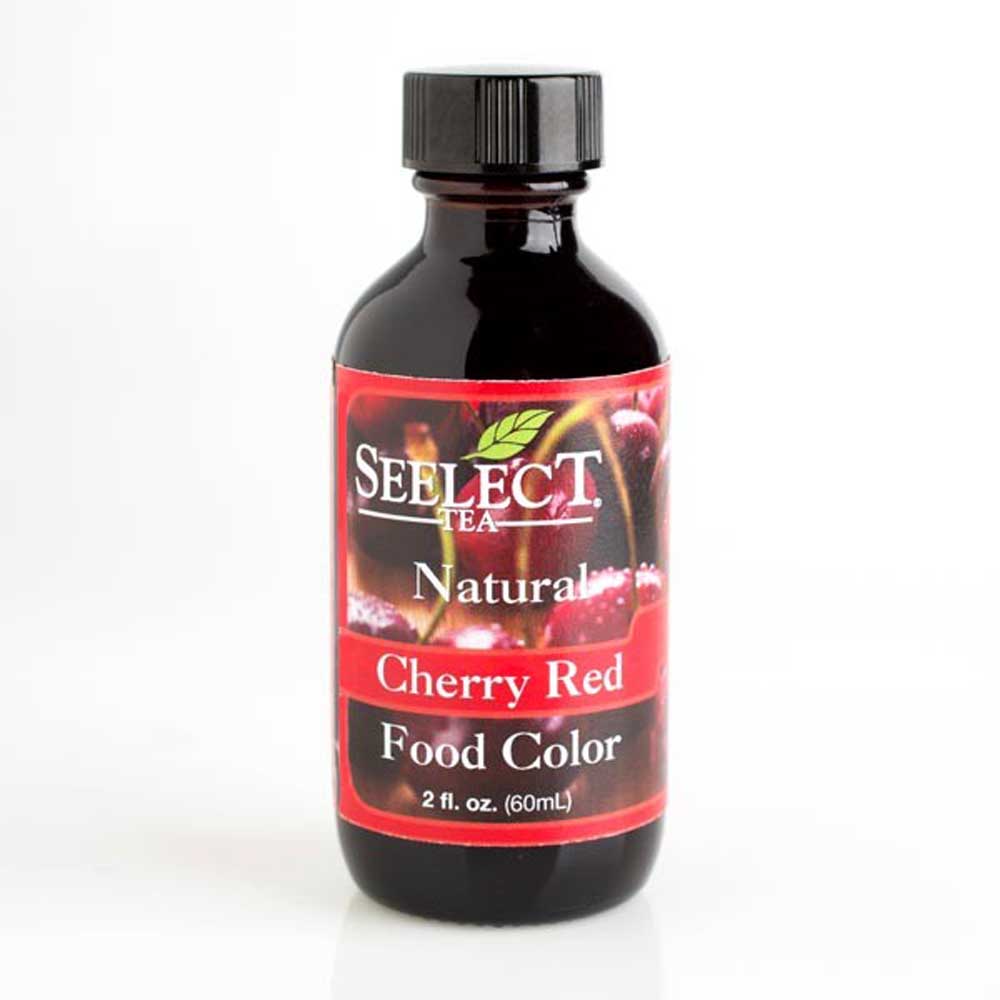 SEELECT®
TEA
Natural
Cherry Red
Food Color
2 fl. oz. (60mL)